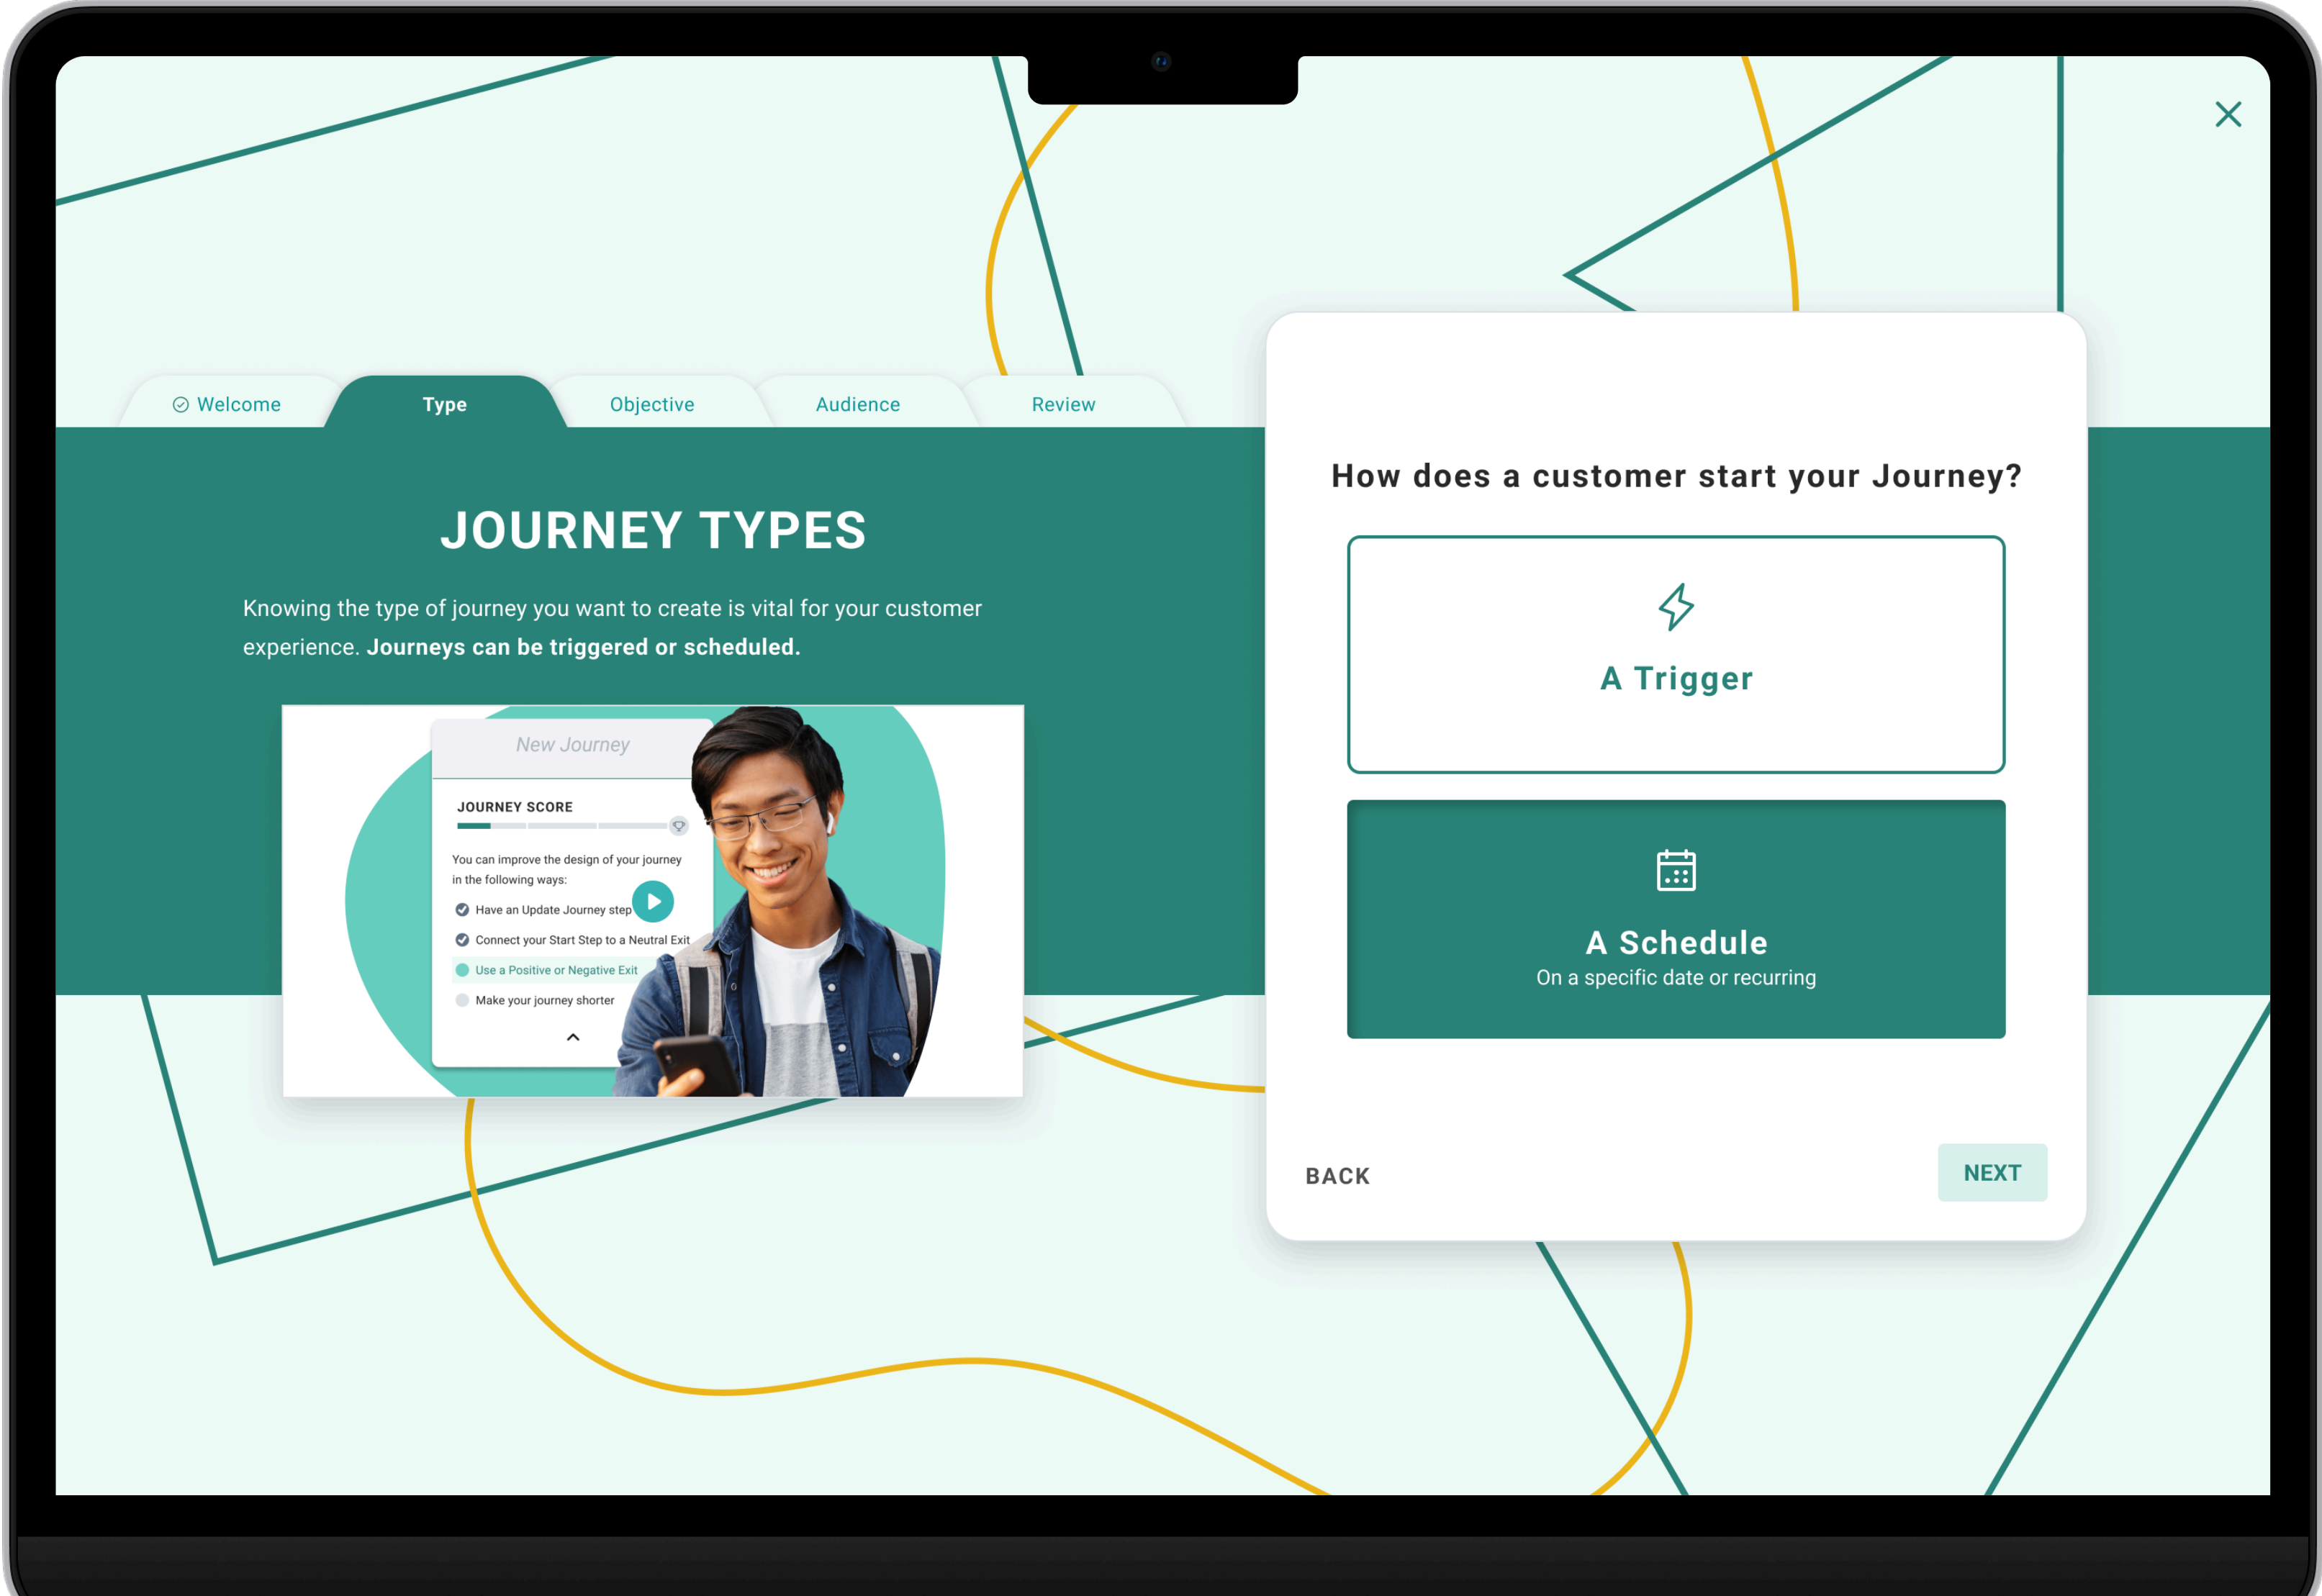 Welcome
Type
Objective
Audience
Review
JOURNEY TYPES
Knowing the type of journey you want to create is vital for your customer
experience. Journeys can be triggered or scheduled.
New Journey
JOURNEY SCORE
You can improve the design of your journey
in the following ways:
Have an Update Journey step
Connect your Start Step to a Neutral Exit
Use a Positive or Negative Exit
Make your journey shorter
How does a customer start your Journey?
A Trigger
A Schedule
On a specific date or recurring
BACK
NEXT